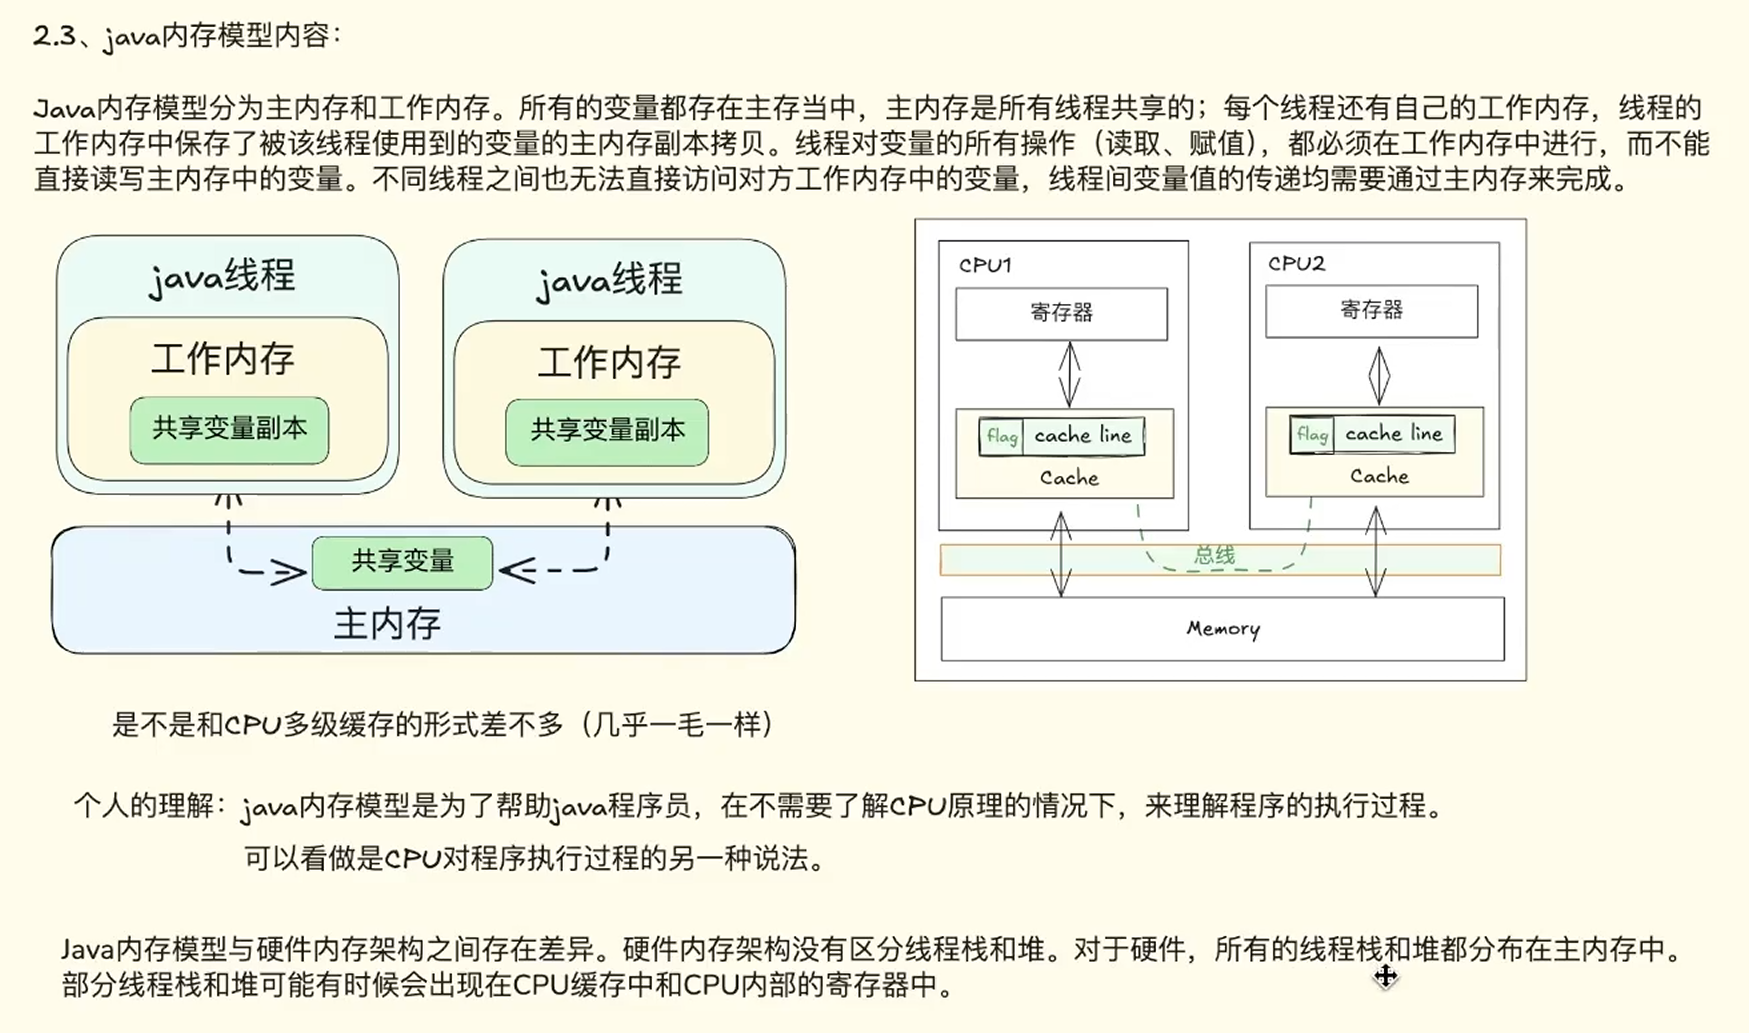 2.3、java内存模型内容：
Java内存模型分为主内存和工作内存。所有的变量都存在主存当中，主内存是所有线程共享的；每个线程还有自己的工作内存，线程的
工作内存中保存了被该线程使用到的变量的主内存副本拷贝。线程对变量的所有操作（读取、赋值），都必须在工作内存中进行，而不能
直接读写主内存中的变量。不同线程之间也无法直接访问对方工作内存中的变量，线程间变量值的传递均需要通过主内存来完成。
java线程
工作内存
共享变量副本
java线程
工作内存
共享变量副本
共享变量
主内存
CPU1
寄存器
flag cache line
Cache
CPU2
寄存器
flag cache line
Cache
总线
Memory
是不是和CPU多级缓存的形式差不多（几乎一毛一样）
个人的理解：java内存模型是为了帮助java程序员，在不需要了解CPU原理的情况下，来理解程序的执行过程。
可以看做是CPU对程序执行过程的另一种说法。
Java内存模型与硬件内存架构之间存在差异。硬件内存架构没有区分线程栈和堆。对于硬件，所有的线程栈和堆都分布在主内存中。
部分线程栈和堆可能有时候会出现在CPU缓存中和CPU内部的寄存器中。